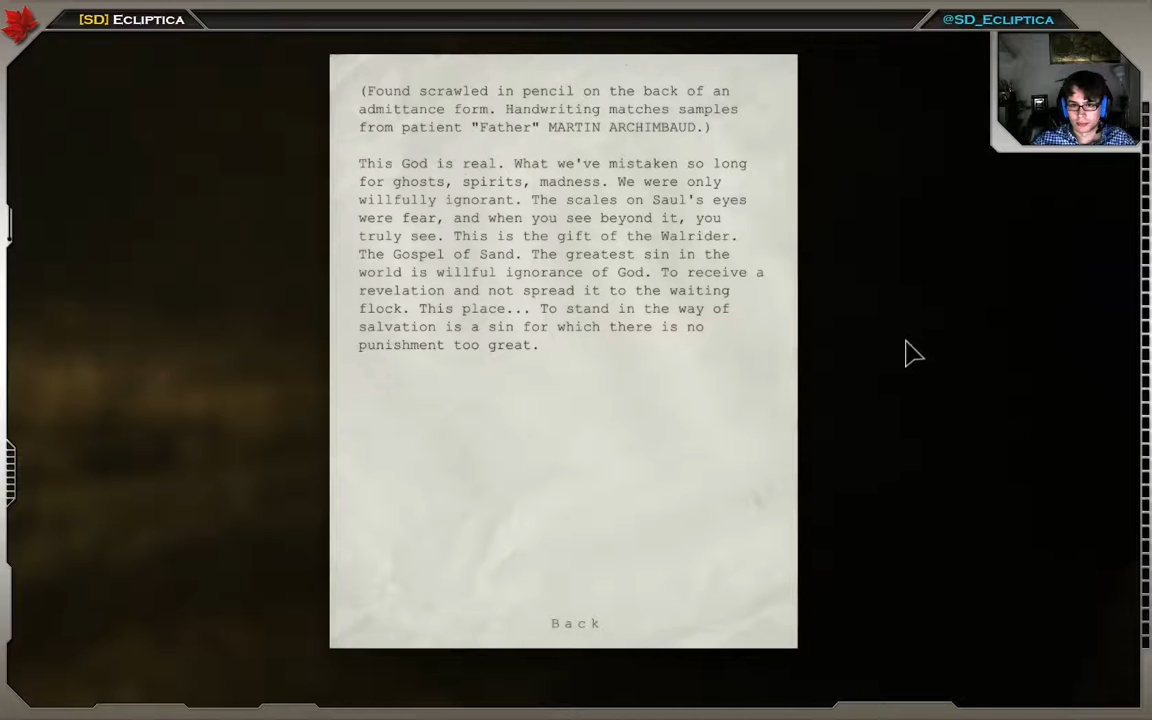 [SD] ECLIPTICA
@SD_ECLIPTICA
(Found scrawled in pencil on the back of an
admittance form. Handwriting matches samples
from patient "Father" MARTIN ARCHIMBAUD.)
This God is real. What we've mistaken so long
for ghosts, spirits, madness. We were only
willfully ignorant. The scales on Saul's eyes
were fear, and when you see beyond it, you
truly see. This is the gift of the Walrider.
The Gospel of Sand. The greatest sin in the
world is willful ignorance of God. To receive a
revelation and not spread it to the waiting
flock. This place... To stand in the way of
salvation is a sin for which there is no
punishment too great.
Back